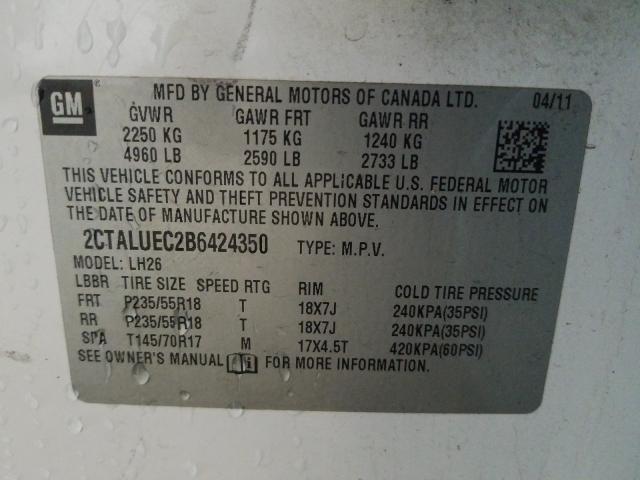 GM
MFD BY GENERAL MOTORS OF CANADA LTD. 04/11
GVWR GAWR FRT GAWR RR
2250 KG 1175 KG 1240 KG
4960 LB 2590 LB 2733 LB
THIS VEHICLE CONFORMS TO ALL APPLICABLE U.S. FEDERAL MOTOR
VEHICLE SAFETY AND THEFT PREVENTION STANDARDS IN EFFECT ON
THE DATE OF MANUFACTURE SHOWN ABOVE.
2CTALUEC2B6424350 TYPE: M.P.V.
MODEL: LH26
LBBR TIRE SIZE SPEED RTG RIM COLD TIRE PRESSURE
FRT P235/55R18 T 18X7J 240KPA(35PSI)
RR P235/55R18 T 18X7J 240KPA(35PSI)
SPA T145/70R17 M 17X4.5T 420KPA(60PSI)
SEE OWNER'S MANUAL FOR MORE INFORMATION.